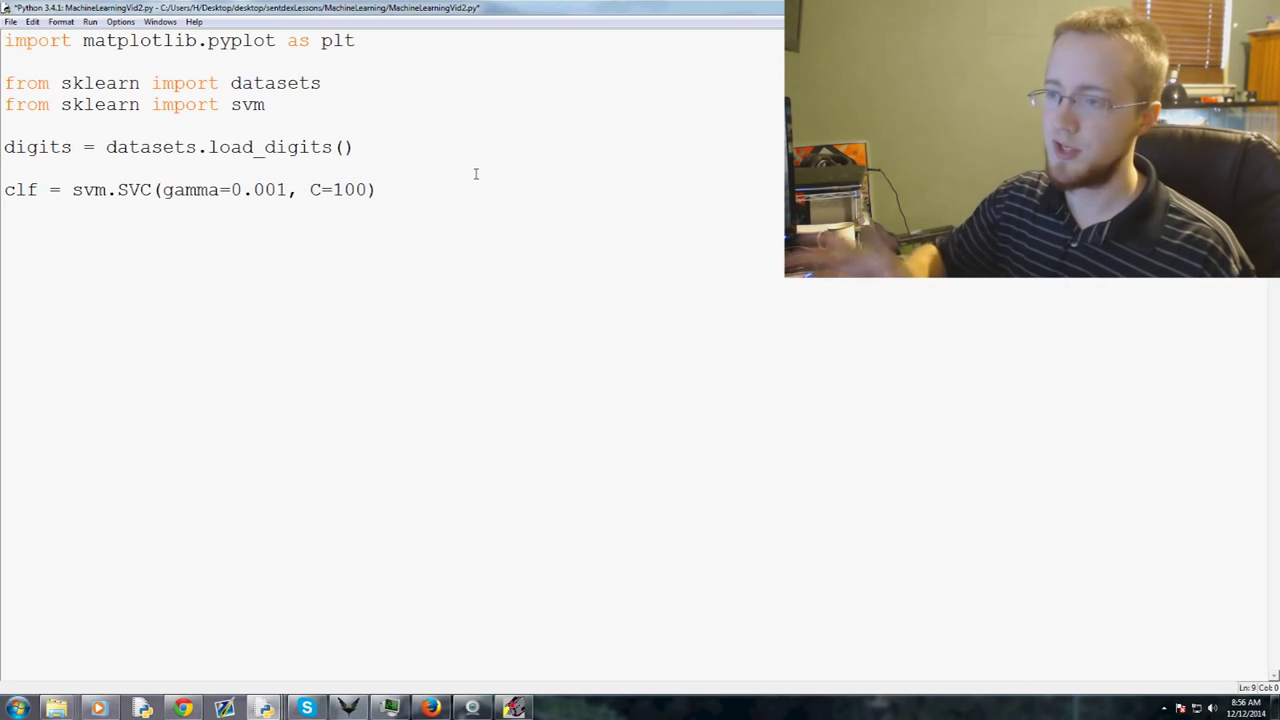 *Python 3.4.1: MachineLearningVid2.py - C:/Users/H/Desktop/desktop/sentdexLessons/MachineLearning/MachineLearningVid2.py*
File Edit Format Run Options Windows Help
import matplotlib.pyplot as plt
from sklearn import datasets
from sklearn import svm
digits = datasets.load_digits()
clf = svm.SVC(gamma=0.001, C=100)
Ln: 9 Col: 0
8:56 AM
12/12/2014